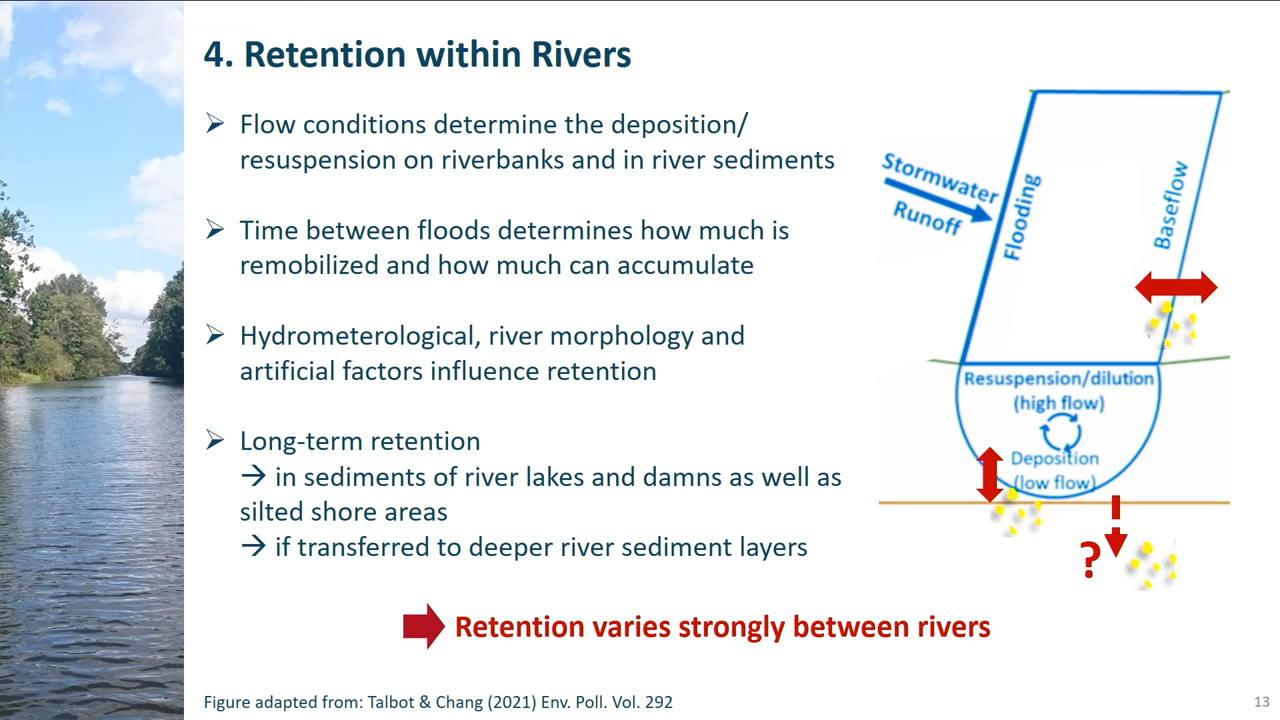 4. Retention within Rivers
Flow conditions determine the deposition/
resuspension on riverbanks and in river sediments
Time between floods determines how much is
remobilized and how much can accumulate
Hydrometerological, river morphology and
artificial factors influence retention
Long-term retention
→ in sediments of river lakes and damns as well as
silted shore areas
→ if transferred to deeper river sediment layers
Retention varies strongly between rivers
Stormwater
Runoff
Flooding
Baseflow
Resuspension/dilution
(high flow)
Deposition
(low flow)
?
Figure adapted from: Talbot & Chang (2021) Env. Poll. Vol. 292
13